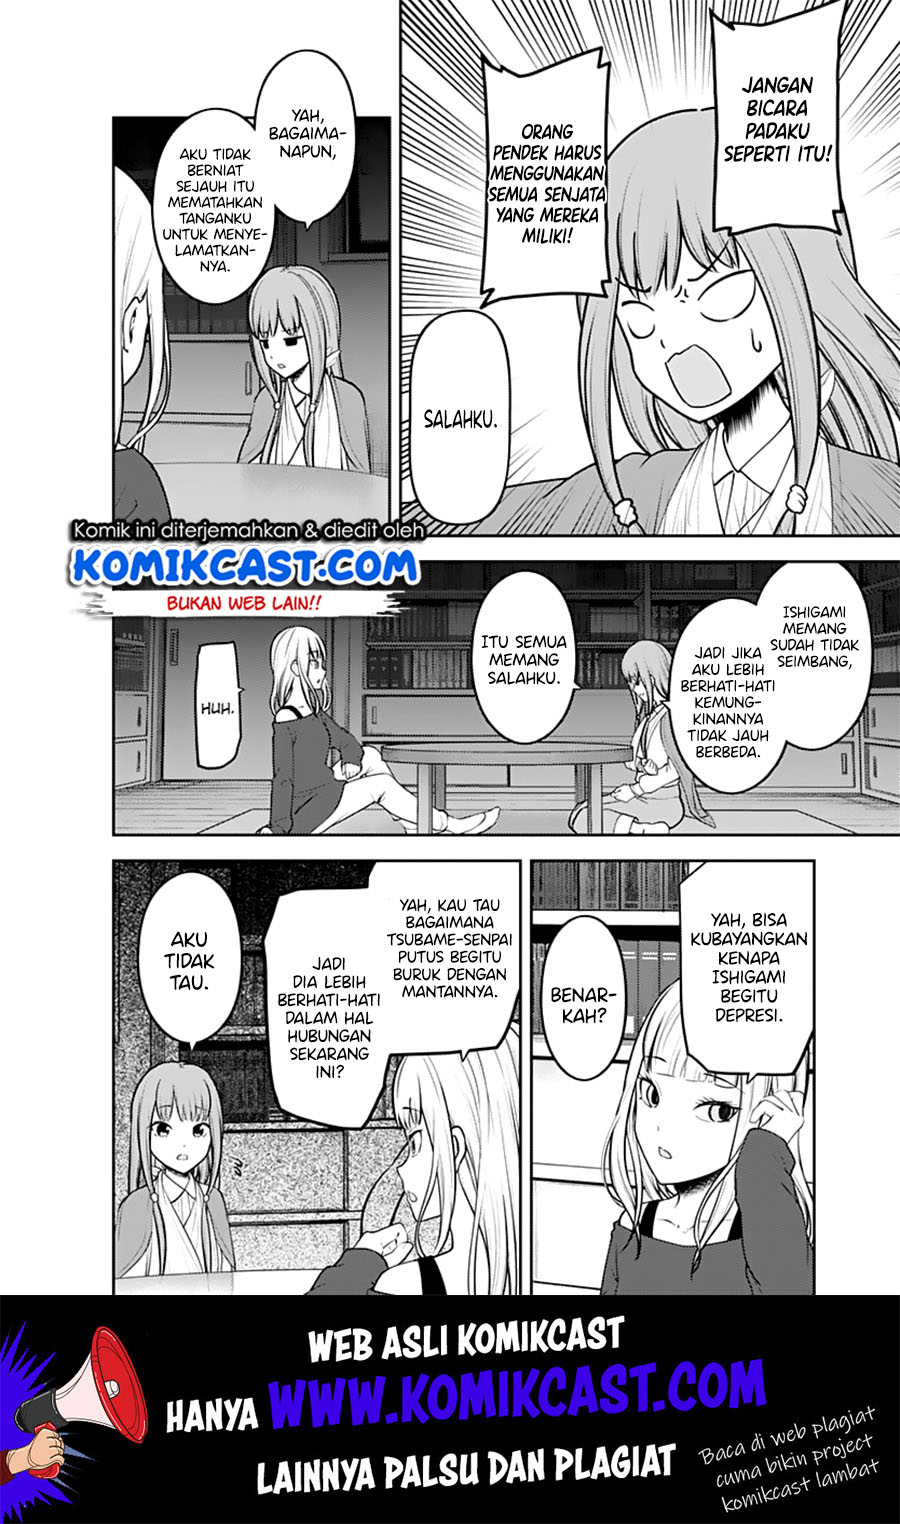 JANGAN
BICARA
PADAKU
SEPERTI ITU!
ORANG
PENDEK HARUS
MENGGUNAKAN
SEMUA SENJATA
YANG MEREKA
MILIKI!
SALAHKU.
YAH,
BAGAIMA-
NAPUN,
AKU TIDAK
BERNIAT
SEJAUH ITU
MEMATAHKAN
TANGANKU
UNTUK MENYE-
LAMATKAN-
NYA.
Komik ini diterjemahkan & diedit oleh
KOMIKCAST.COM
BUKAN WEB LAIN!!
ISHIGAMI
MEMANG
SUDAH TIDAK
SEIMBANG,
JADI JIKA
AKU LEBIH
BERHATI-HATI
KEMUNG-
KINANNYA
TIDAK JAUH
BERBEDA.
ITU SEMUA
MEMANG
SALAHKU.
HUH.
YAH, BISA
KUBAYANGKAN
KENAPA
ISHIGAMI
BEGITU
DEPRESI.
BENAR-
KAH?
YAH, KAU TAU
BAGAIMANA
TSUBAME-SENPAI
PUTUS BEGITU
BURUK DENGAN
MANTANNYA.
JADI
DIA LEBIH
BERHATI-HATI
DALAM HAL
HUBUNGAN
SEKARANG
INI?
AKU
TIDAK
TAU.
WEB ASLI KOMIKCAST
HANYA WWW.KOMIKCAST.COM
LAINNYA PALSU DAN PLAGIAT
Baca di web plagiat
cuma bikin project
komikcast lambat